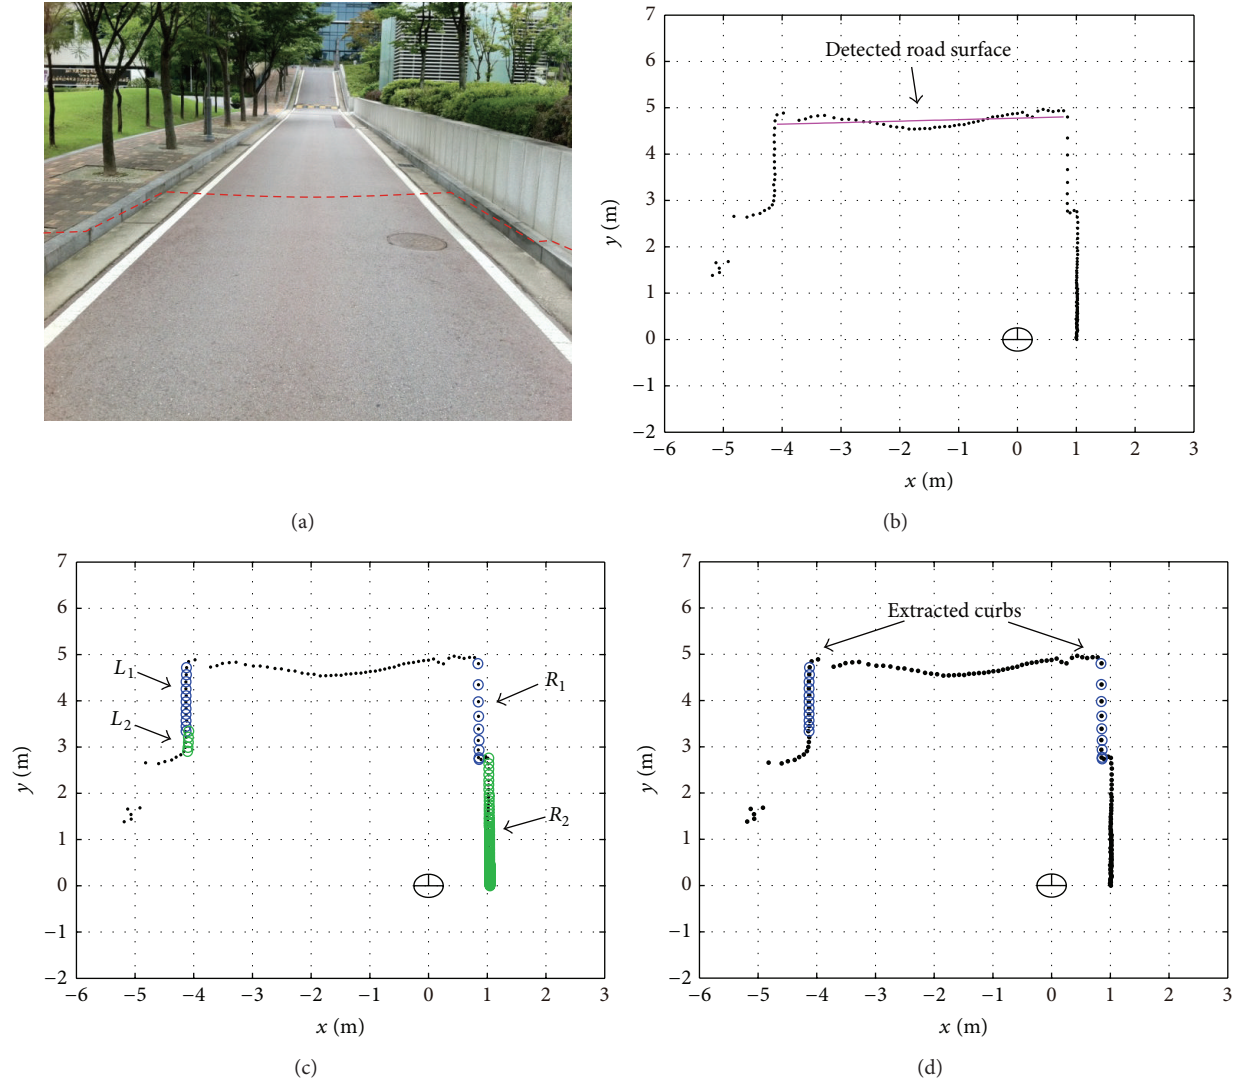 7
6
5
4
3
2
1
0
−1
−2
y (m)
Detected road surface
−6 −5 −4 −3 −2 −1 0 1 2 3
x (m)
(a)
(b)
7
6
5
4
3
2
1
0
−1
−2
y (m)
L1
L2
R1
R2
−6 −5 −4 −3 −2 −1 0 1 2 3
x (m)
(c)
7
6
5
4
3
2
1
0
−1
−2
y (m)
Extracted curbs
−6 −5 −4 −3 −2 −1 0 1 2 3
x (m)
(d)